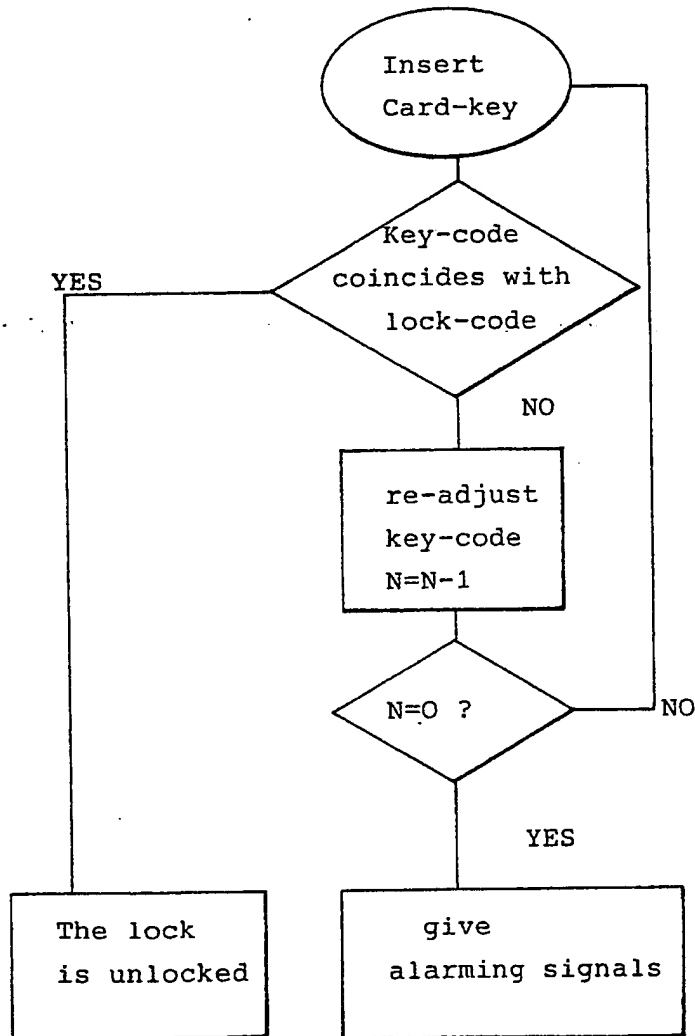 Insert
Card-key
Key-code
coincides with
lock-code
YES
NO
re-adjust
key-code
N=N-1
N=O ?
NO
YES
The lock
is unlocked
give
alarming signals